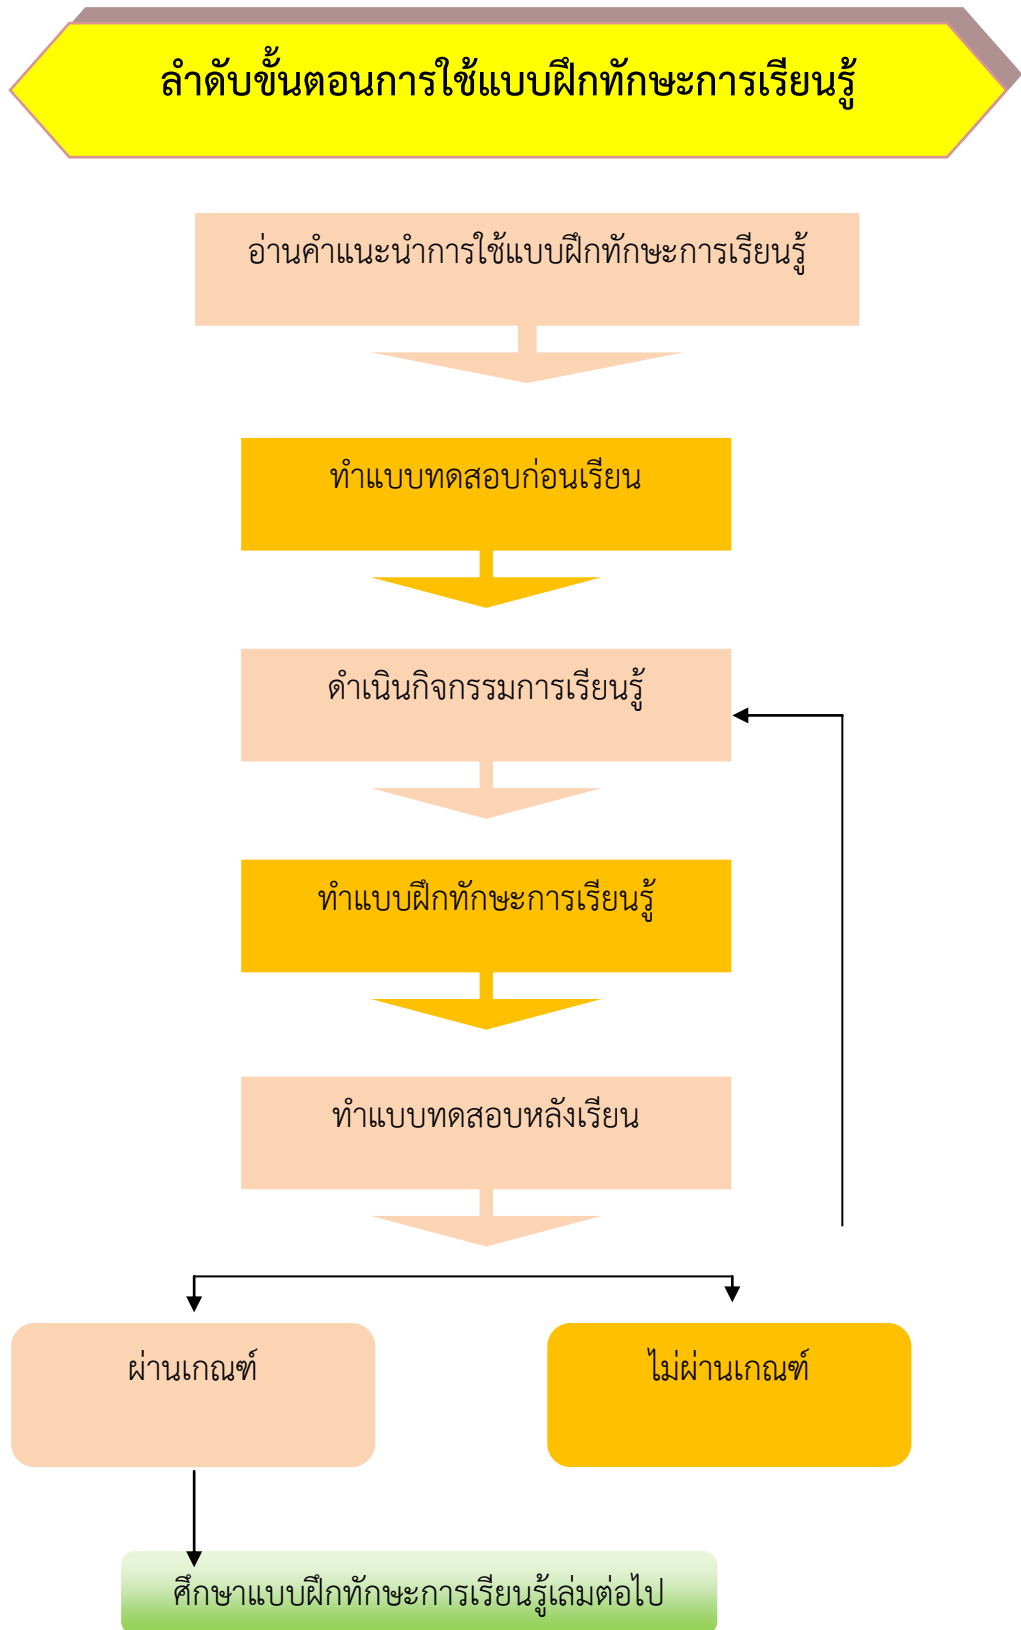 ลำดับขั้นตอนการใช้แบบฝึกทักษะการเรียนรู้
อ่านคำแนะนำการใช้แบบฝึกทักษะการเรียนรู้
ทำแบบทดสอบก่อนเรียน
ดำเนินกิจกรรมการเรียนรู้
ทำแบบฝึกทักษะการเรียนรู้
ทำแบบทดสอบหลังเรียน
ผ่านเกณฑ์
ไม่ผ่านเกณฑ์
ศึกษาแบบฝึกทักษะการเรียนรู้เล่มต่อไป